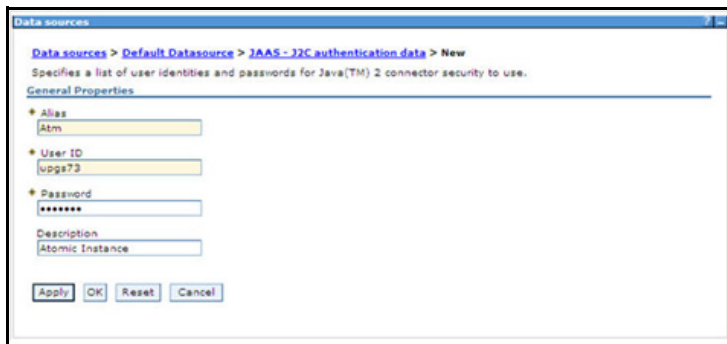 Data sources
? –
Data sources > Default Datasource > JAAS - J2C authentication data > New
Specifies a list of user identities and passwords for Java(TM) 2 connector security to use.
General Properties
Alias
Atm
User ID
upgs73
Password
•••••••
Description
Atomic Instance
Apply OK Reset Cancel